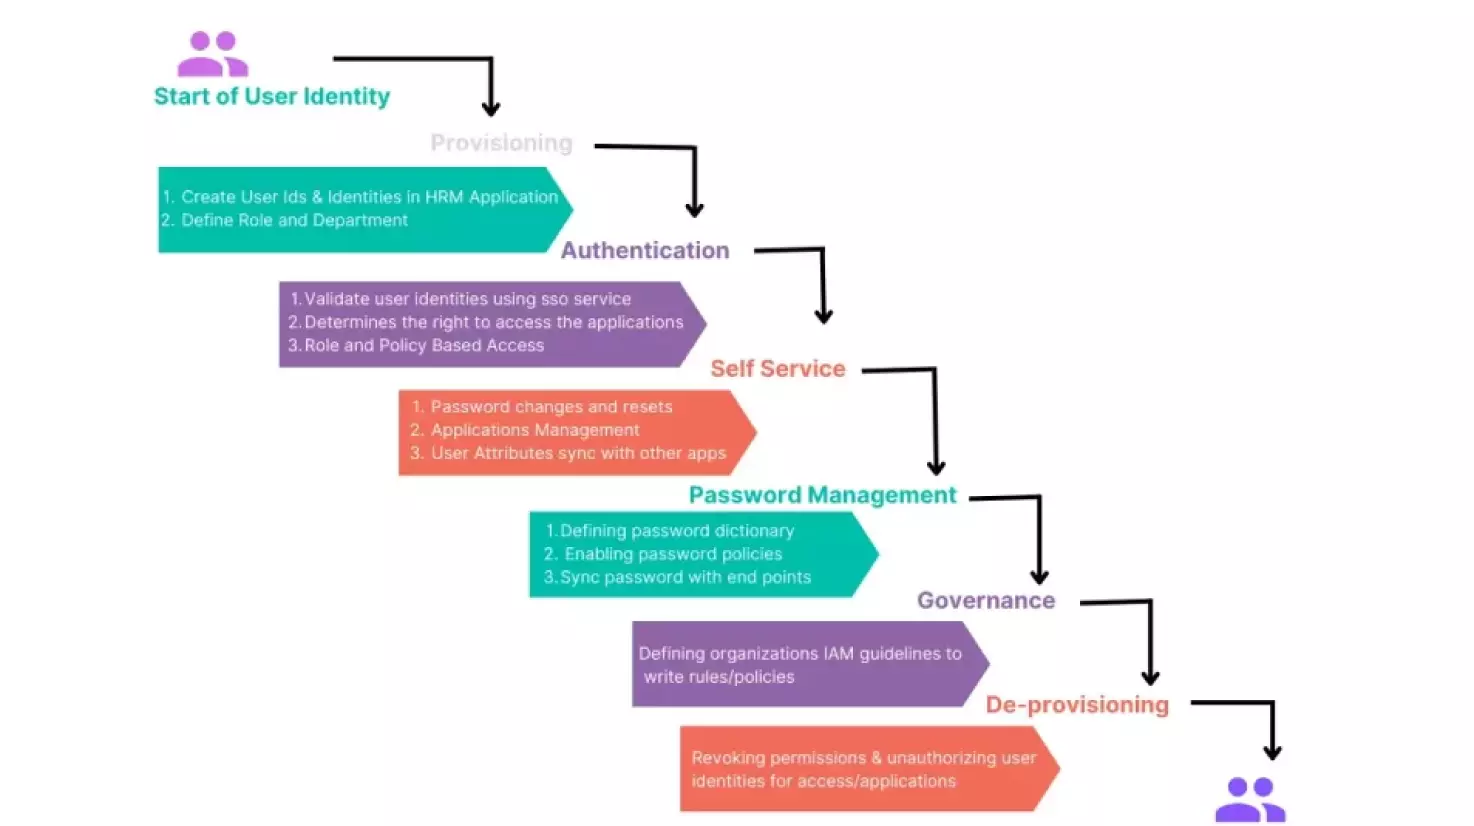 Start of User Identity
Provisioning
1. Create User Ids & Identities in HRM Application
2. Define Role and Department
Authentication
1. Validate user identities using sso service
2. Determines the right to access the applications
3. Role and Policy Based Access
Self Service
1. Password changes and resets
2. Applications Management
3. User Attributes sync with other apps
Password Management
1. Defining password dictionary
2. Enabling password policies
3. Sync password with end points
Governance
Defining organizations IAM guidelines to
write rules/policies
De-provisioning
Revoking permissions & unauthorizing user
identities for access/applications